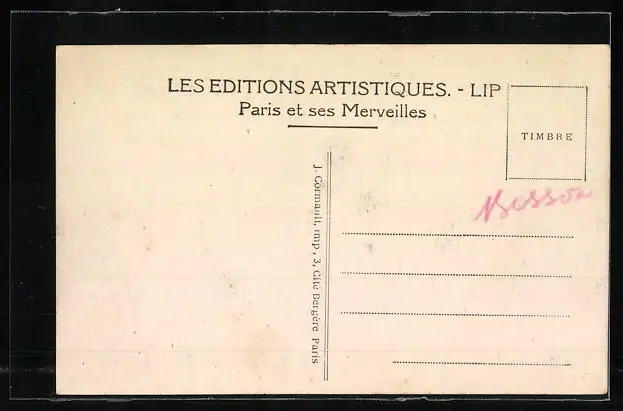 LES EDITIONS ARTISTIQUES. - LIP
Paris et ses Merveilles
TIMBRE
J. Cormault, imp, 3, Cité Bergère Paris